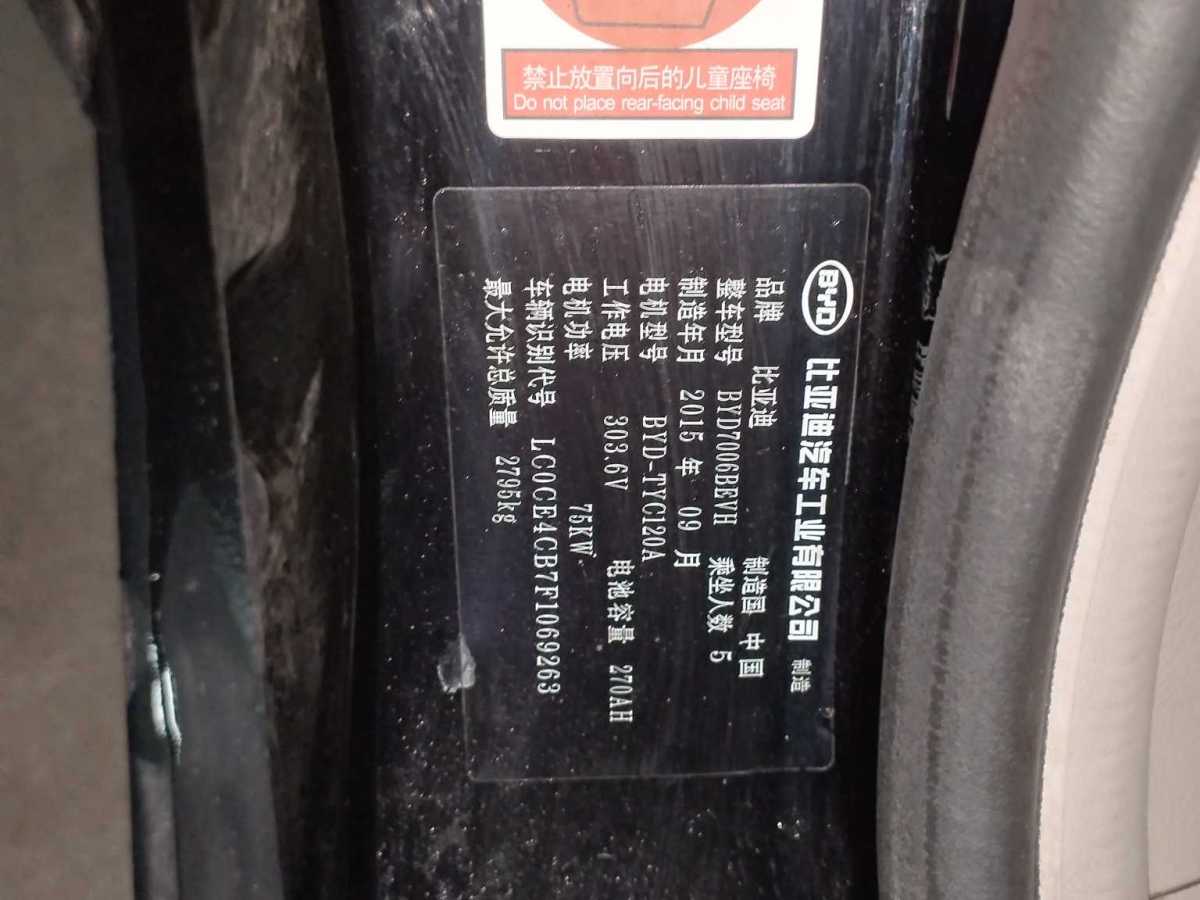 禁止放置向后的儿童座椅
Do not place rear-facing child seat
BYD 比亚迪汽车工业有限公司 制造
品牌 比亚迪 制造国 中国
整车型号 BYD7006BEVH 乘坐人数 5
制造年月 2015 年 09 月
电机型号 BYD-TYC120A
工作电压 303.6V 电池容量 270AH
电机功率 75KW
车辆识别代号 LC0CE4CB7F1069263
最大允许总质量 2795kg